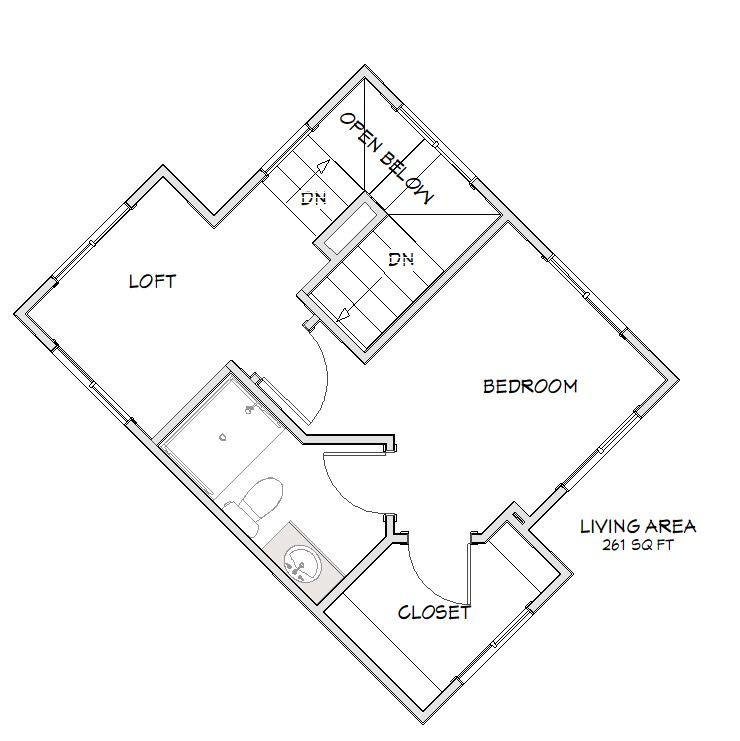 OPEN BELOW
DN
DN
LOFT
BEDROOM
LIVING AREA
261 SQ FT
CLOSET